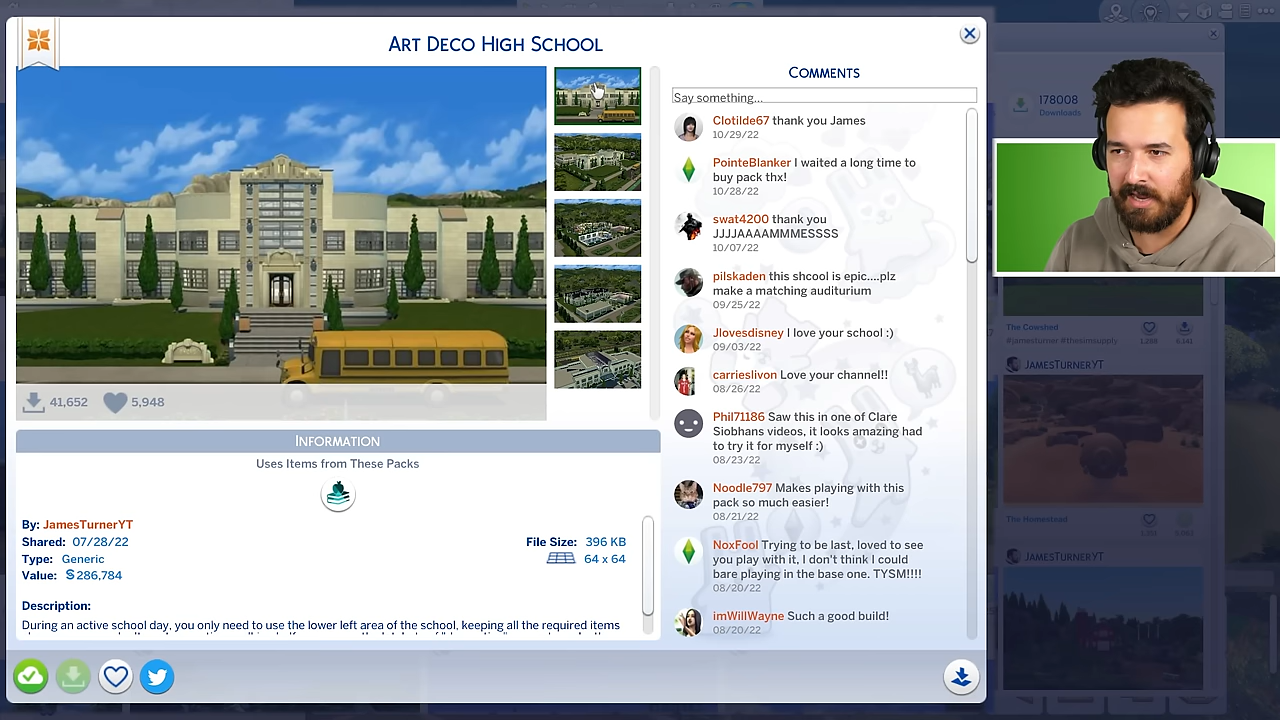 ART DECO HIGH SCHOOL
41,652
5,948
INFORMATION
Uses Items from These Packs
By: JamesTurnerYT
Shared: 07/28/22
Type: Generic
Value: §286,784
File Size: 396 KB
64 x 64
Description:
During an active school day, you only need to use the lower left area of the school, keeping all the required items
COMMENTS
Say something...
Clotilde67 thank you James
10/29/22
PointeBlanker I waited a long time to
buy pack thx!
10/28/22
swat4200 thank you
JJJJAAAAMMMESSSS
10/07/22
pilskaden this shcool is epic....plz
make a matching auditurium
09/25/22
Jlovesdisney I love your school :)
09/03/22
carrieslivon Love your channel!!
08/26/22
Phil71186 Saw this in one of Clare
Siobhans videos, it looks amazing had
to try it for myself :)
08/23/22
Noodle797 Makes playing with this
pack so much easier!
08/21/22
NoxFool Trying to be last, loved to see
you play with it, I don't think I could
bare playing in the base one. TYSM!!!!
08/20/22
imWillWayne Such a good build!
08/20/22
178008
Downloads
The Cowshed
#jamesturner #thesimsupply
JAMESTURNERYT
The Homestead
JAMESTURNERYT